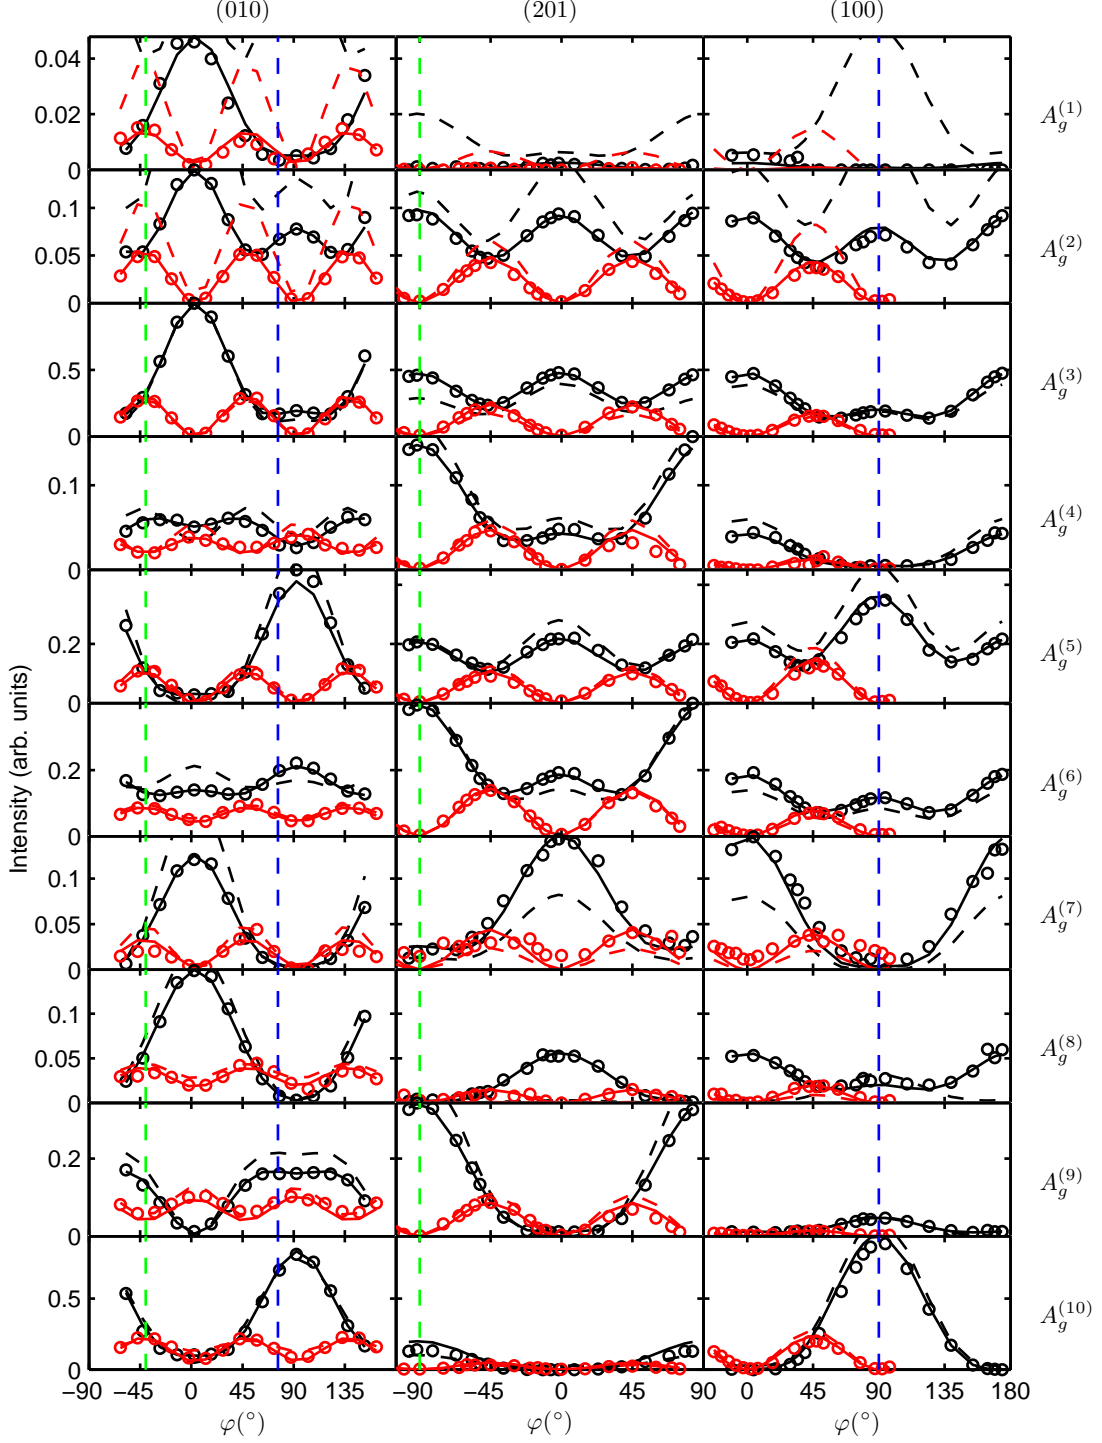 (010) (201) (100)
0.04
0.02
0
A_g^{(1)}
0.1
0.05
0
A_g^{(2)}
0.5
0
A_g^{(3)}
0.1
0
A_g^{(4)}
0.2
0
A_g^{(5)}
Intensity (arb. units)
0.2
0
A_g^{(6)}
0.1
0.05
0
A_g^{(7)}
0.1
0.05
0
A_g^{(8)}
0.2
0
A_g^{(9)}
0.5
0
A_g^{(10)}
−90 −45 0 45 90 135 −90 −45 0 45 90 0 45 90 135 180
φ(°) φ(°) φ(°)